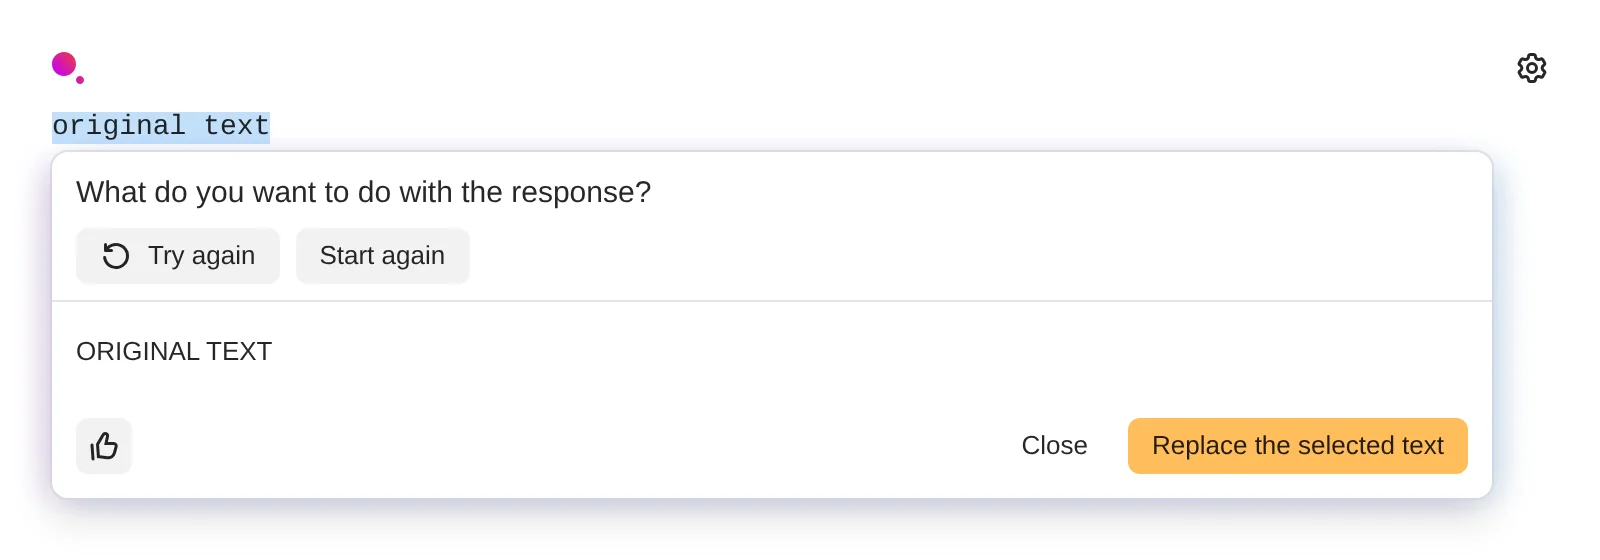 original text
What do you want to do with the response?
Try again
Start again
ORIGINAL TEXT
Close
Replace the selected text